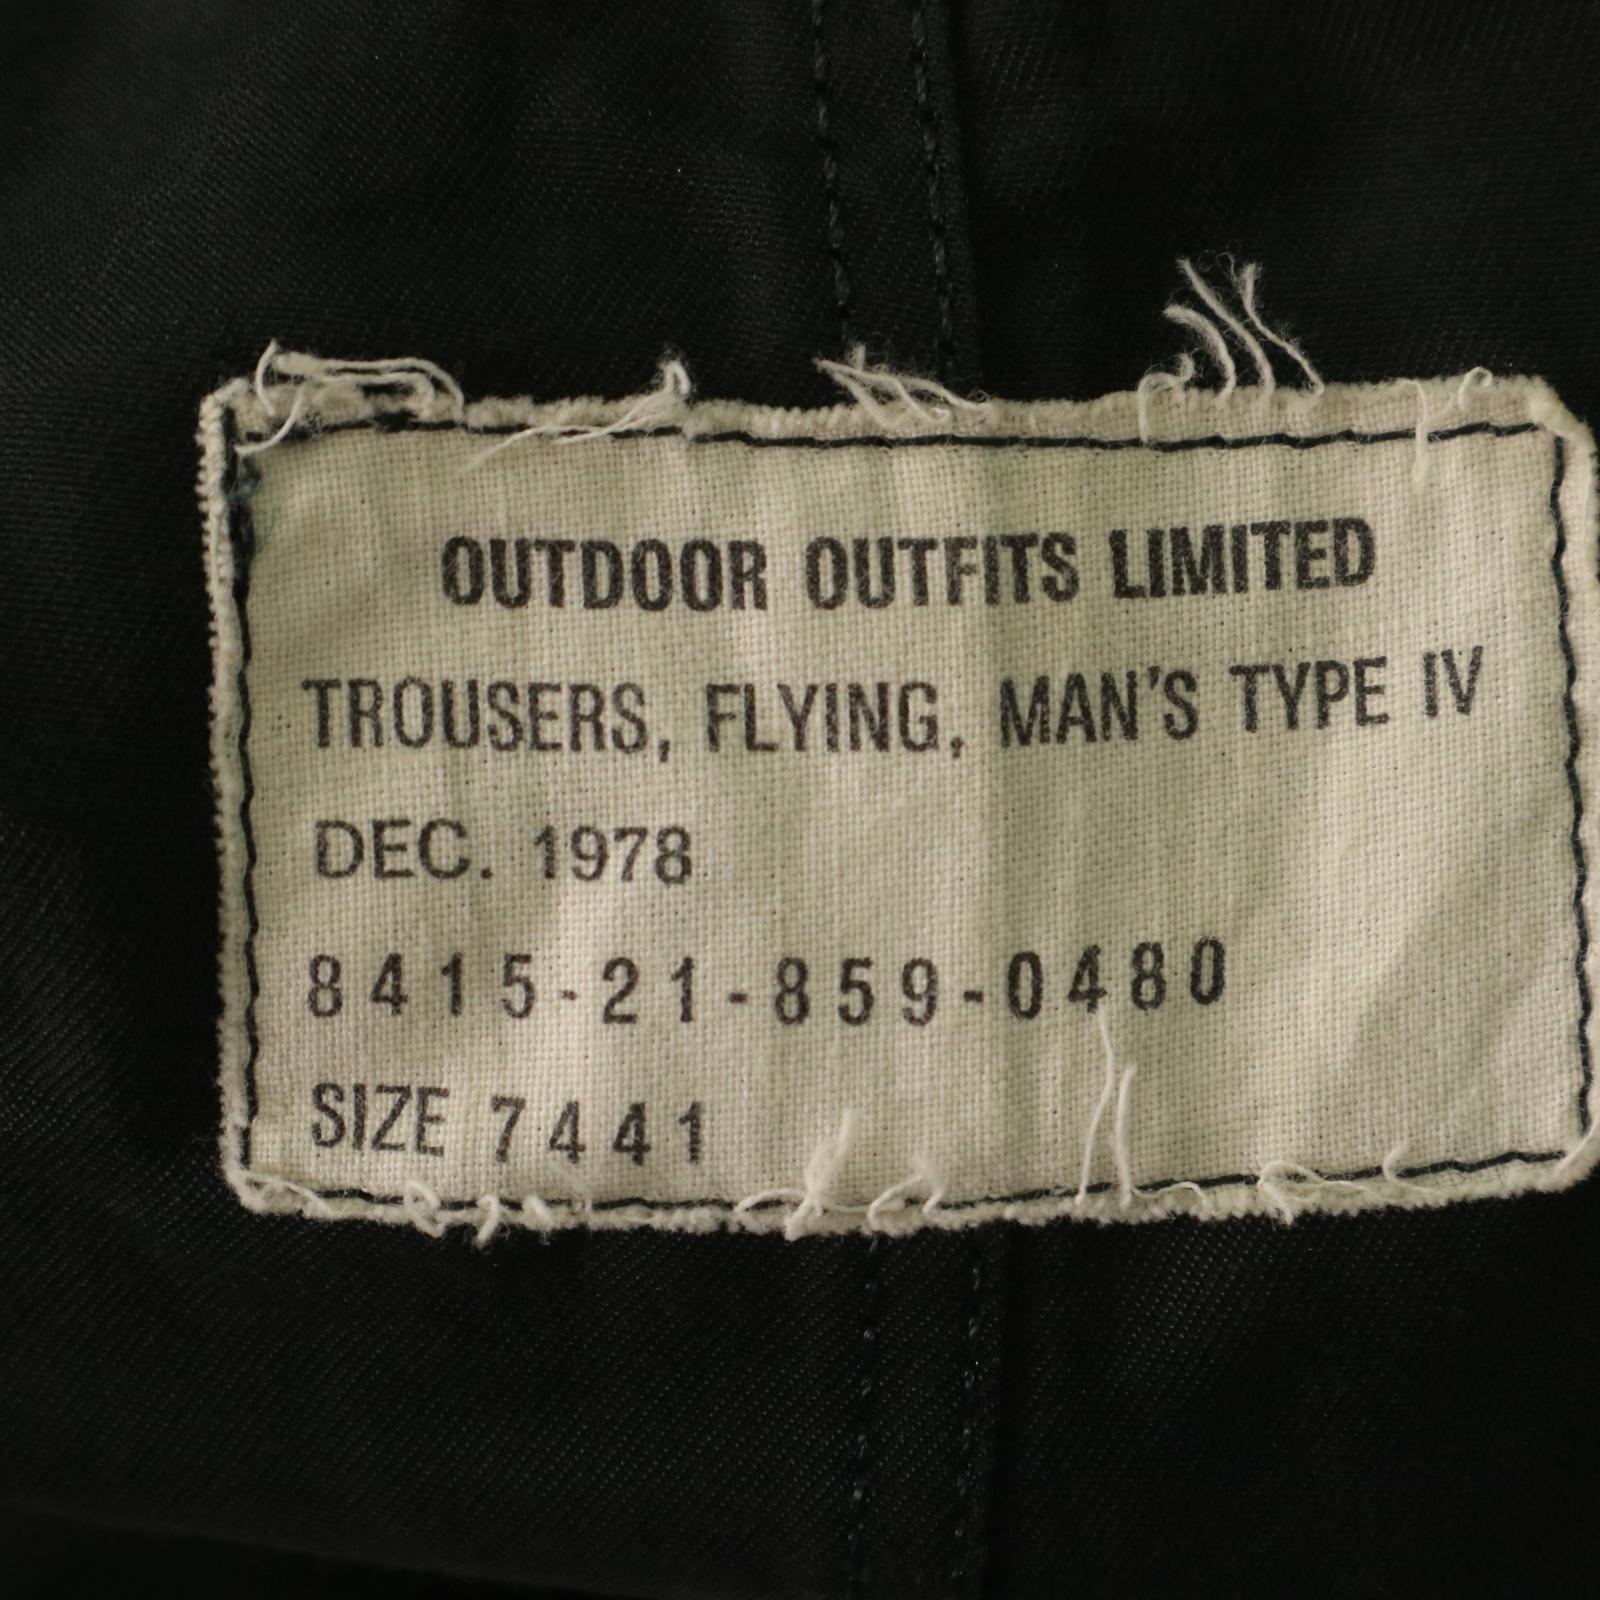 OUTDOOR OUTFITS LIMITED
TROUSERS, FLYING, MAN'S TYPE IV
DEC. 1978
8415-21-859-0480
SIZE 7441